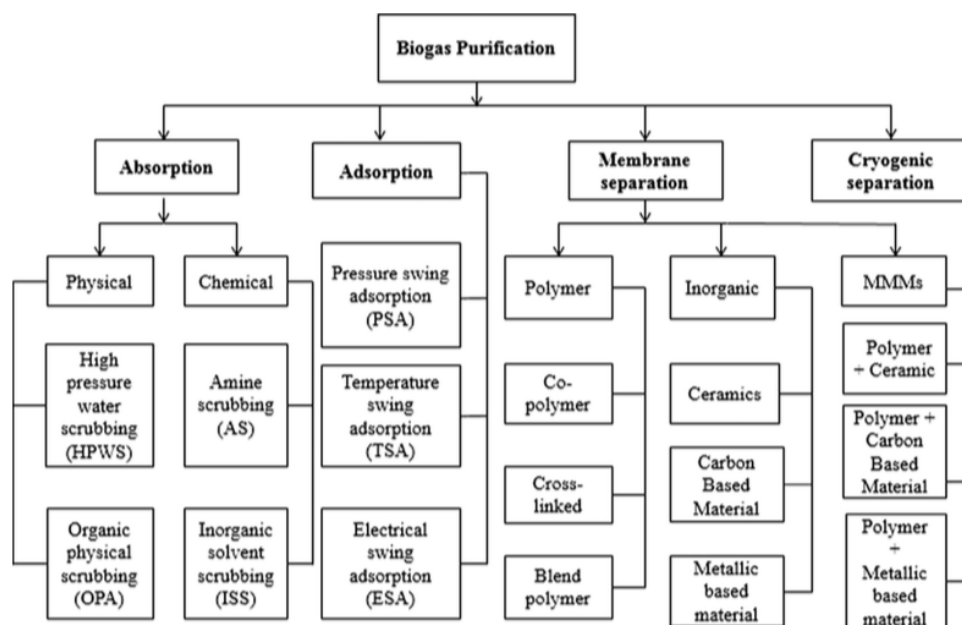 Biogas Purification
Absorption
Adsorption
Membrane
separation
Cryogenic
separation
Physical
Chemical
Pressure swing
adsorption
(PSA)
Polymer
Inorganic
MMMs
High
pressure
water
scrubbing
(HPWS)
Amine
scrubbing
(AS)
Temperature
swing
adsorption
(TSA)
Co-
polymer
Ceramics
Polymer
+ Ceramic
Cross-
linked
Carbon
Based
Material
Polymer +
Carbon
Based
Material
Organic
physical
scrubbing
(OPA)
Inorganic
solvent
scrubbing
(ISS)
Electrical
swing
adsorption
(ESA)
Blend
polymer
Metallic
based
material
Polymer
+
Metallic
based
material